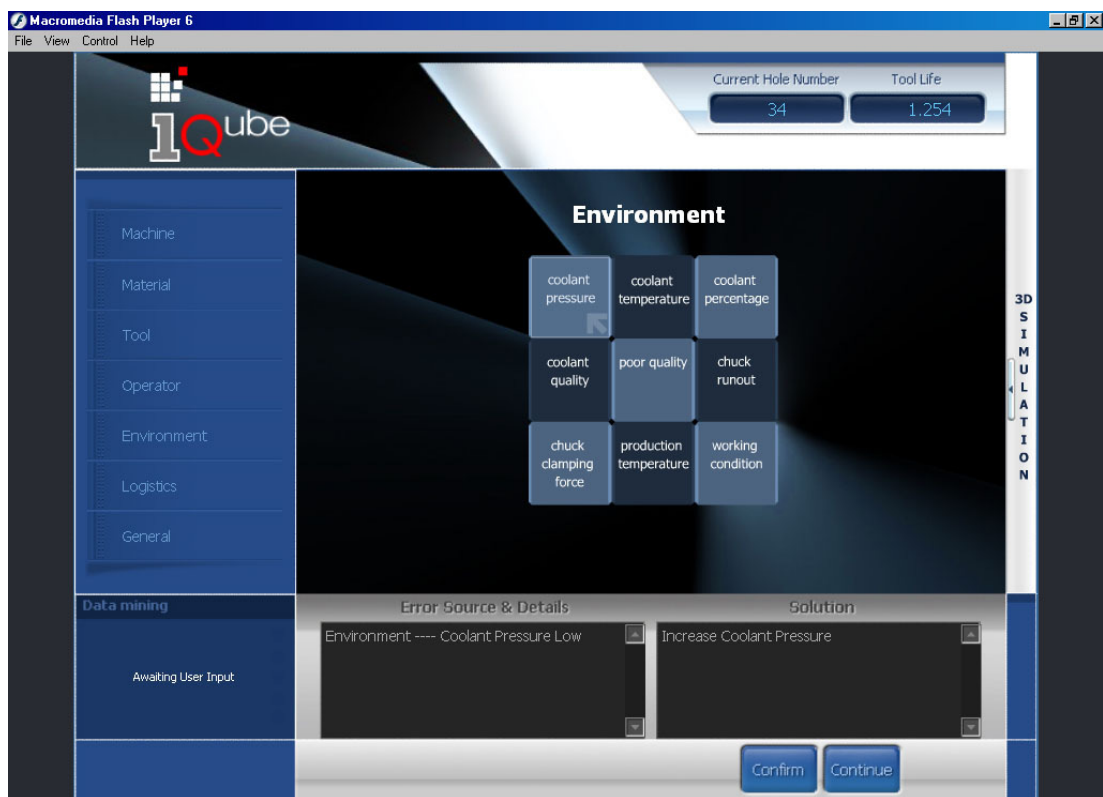 Macromedia Flash Player 6
File View Control Help
1Qube
Current Hole Number
Tool Life
34
1.254
Machine
Material
Tool
Operator
Environment
Logistics
General
Environment
coolant
pressure
coolant
temperature
coolant
percentage
coolant
quality
poor quality
chuck
runout
chuck
clamping
force
production
temperature
working
condition
3D
SIMULATION
Data mining
Awaiting User Input
Error Source & Details
Environment ---- Coolant Pressure Low
Solution
Increase Coolant Pressure
Confirm
Continue